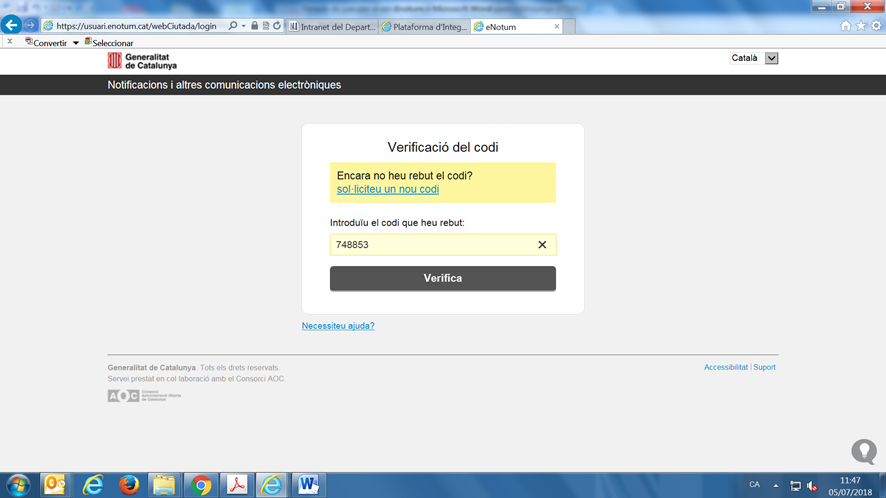 https://usuari.enotum.cat/webCiutada/login
Intranet del Depart...
Plataforma d'Integ...
eNotum
x Convertir
Seleccionar
Generalitat
de Catalunya
Català
Notificacions i altres comunicacions electròniques
Verificació del codi
Encara no heu rebut el codi?
sol·liciteu un nou codi
Introduïu el codi que heu rebut:
748853
Verifica
Necessiteu ajuda?
Generalitat de Catalunya. Tots els drets reservats.
Servei prestat en col·laboració amb el Consorci AOC.
Accessibilitat | Suport
AOC
CA
11:47
05/07/2018